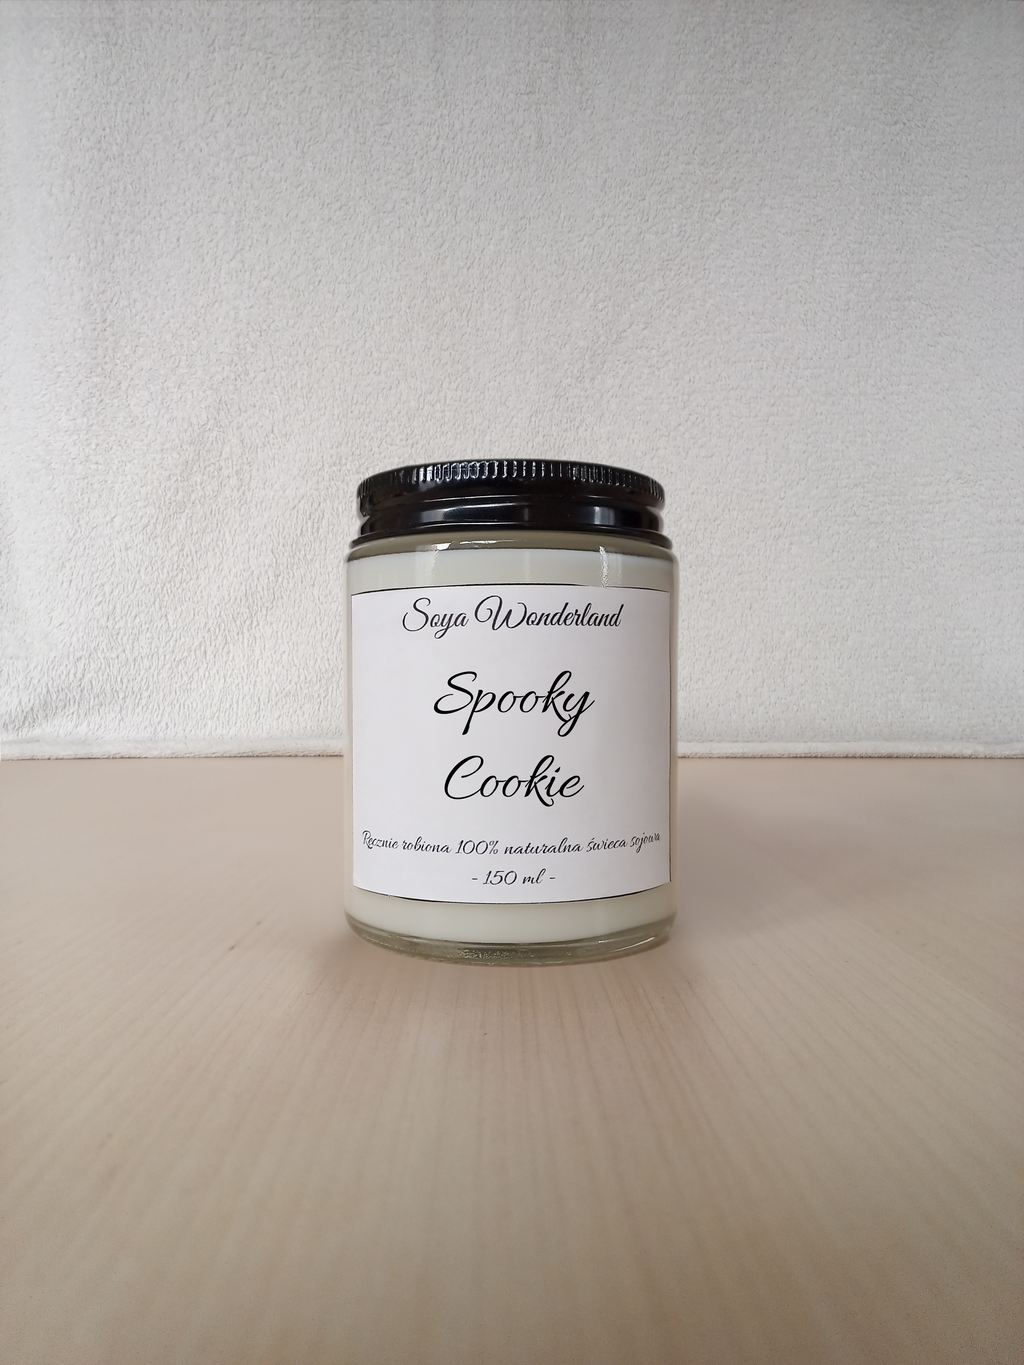 Soya Wonderland
Spooky
Cookie
Ręcznie robiona 100% naturalna świeca sojowa
- 150 ml -